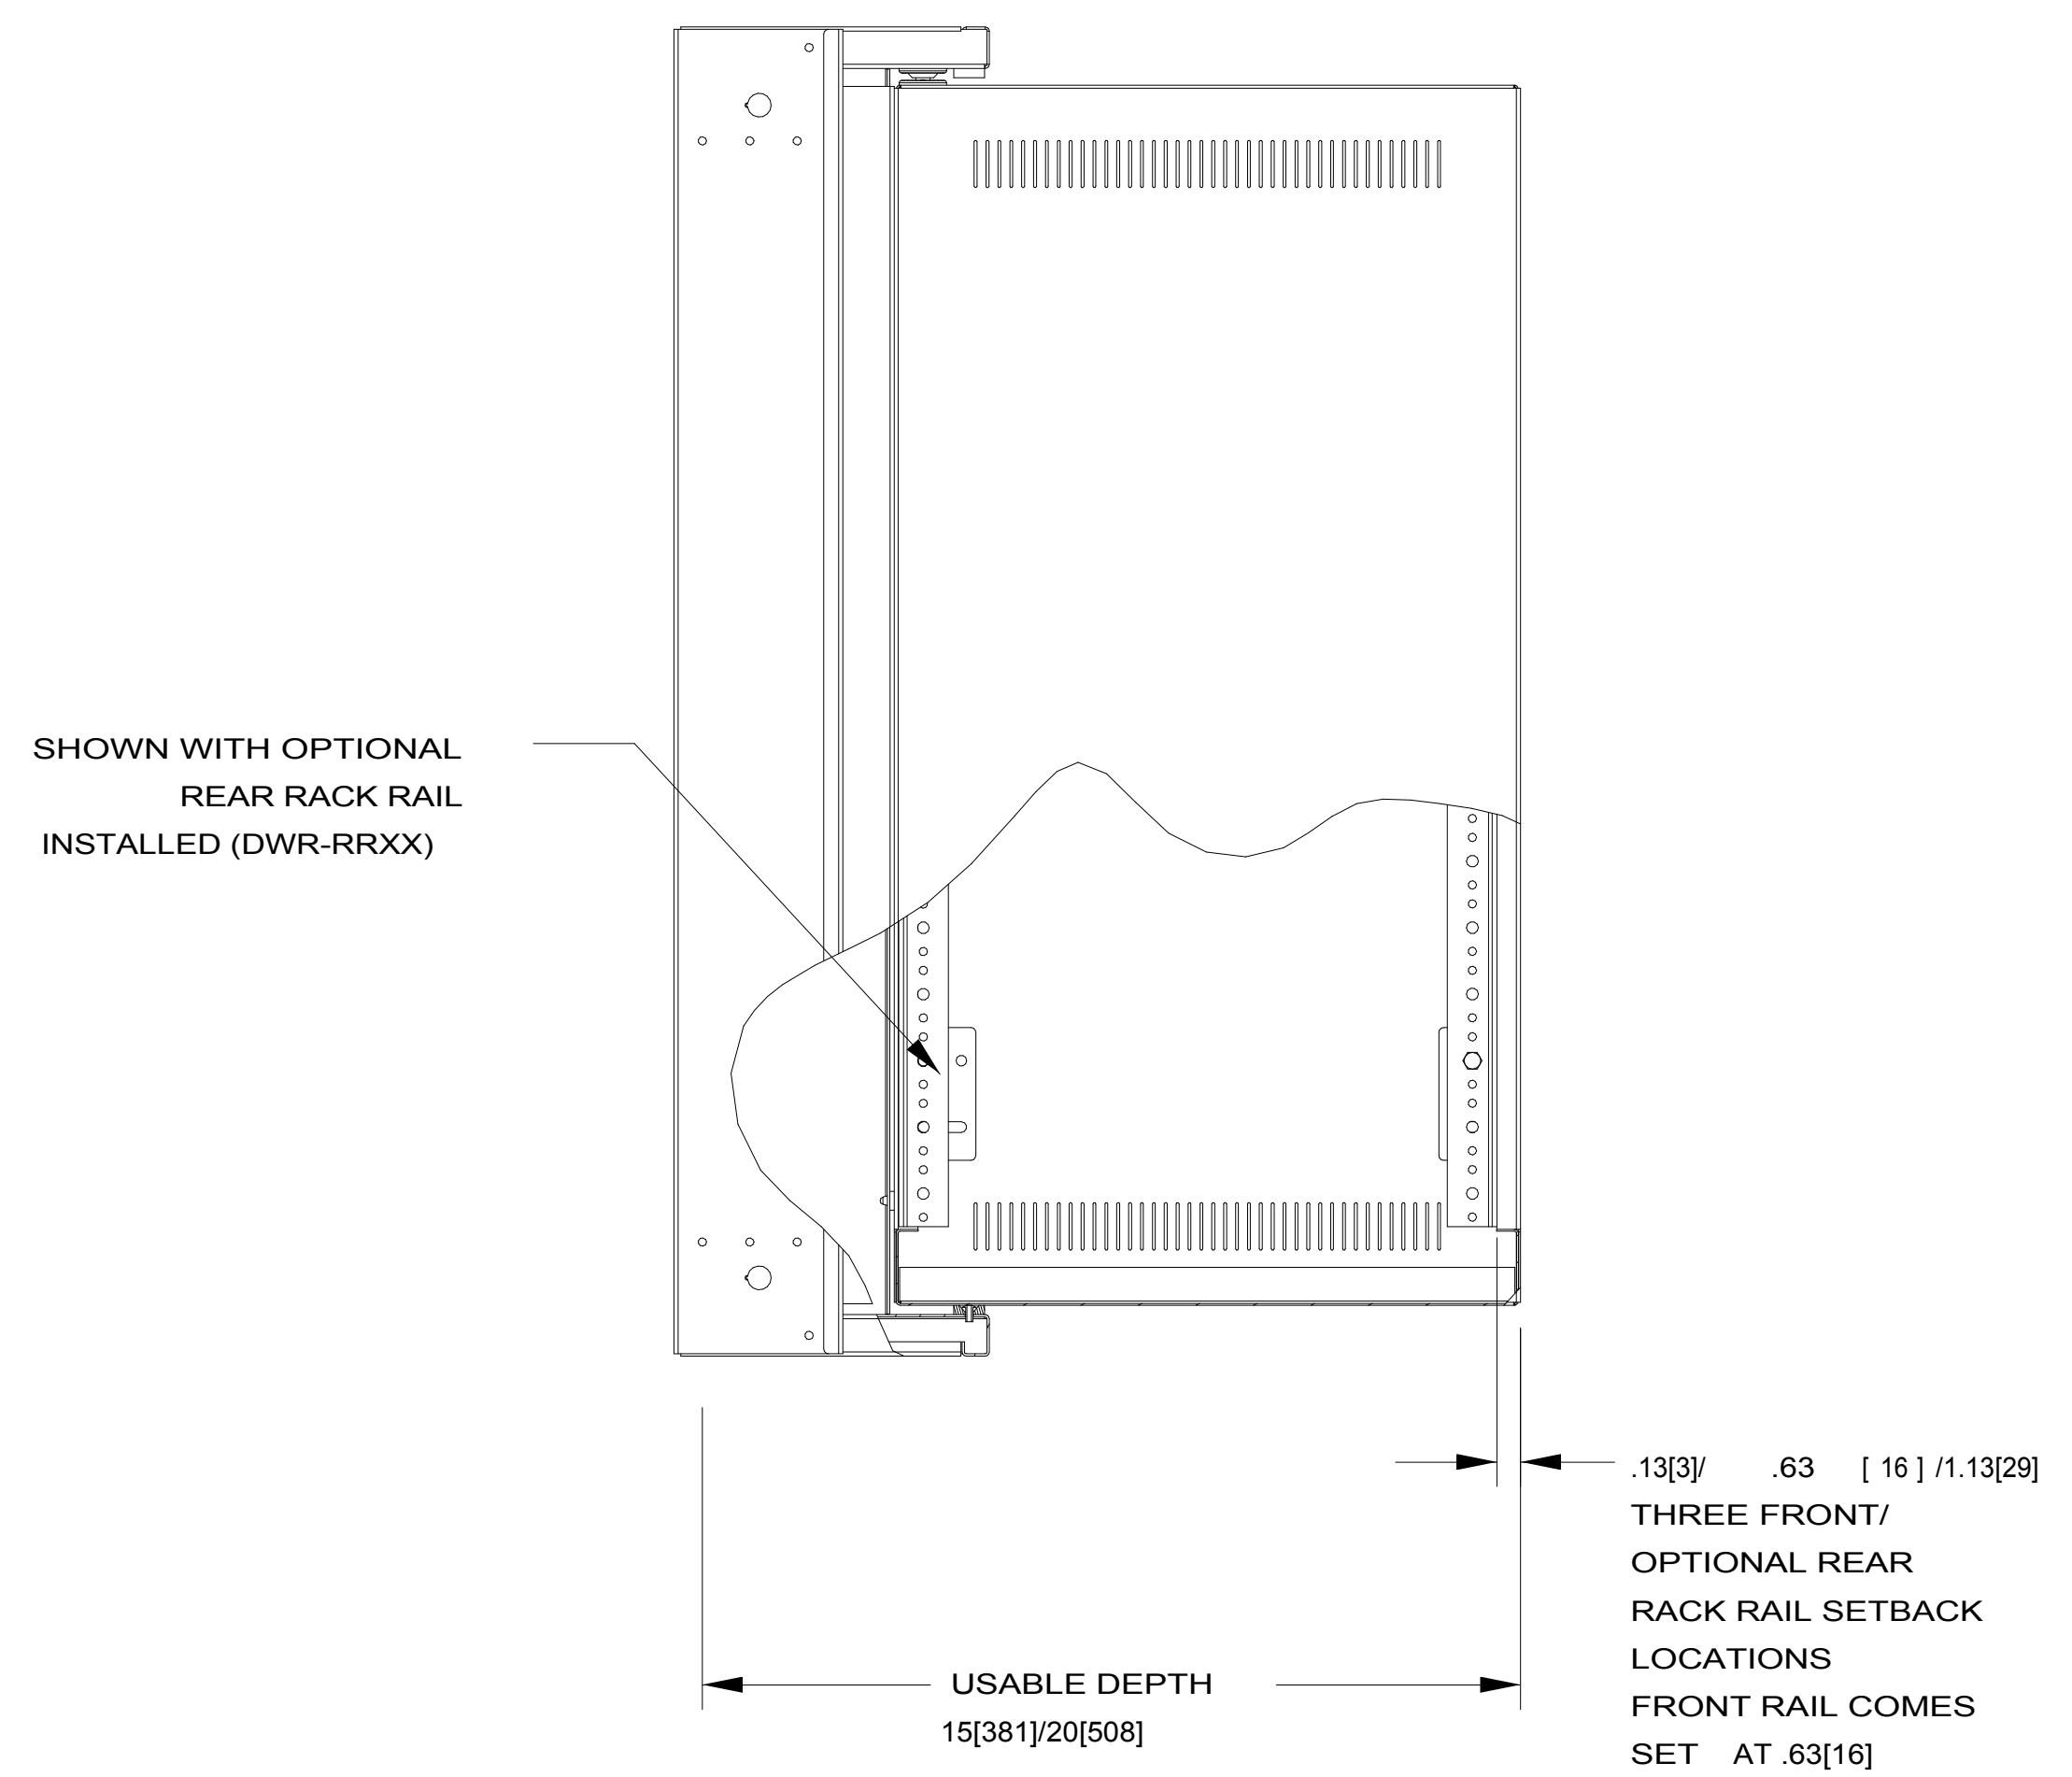 SHOWN WITH OPTIONAL
REAR RACK RAIL
INSTALLED (DWR-RRXX)
.13[3]/ .63 [ 16 ] /1.13[29]
THREE FRONT/
OPTIONAL REAR
RACK RAIL SETBACK
LOCATIONS
FRONT RAIL COMES
SET AT .63[16]
USABLE DEPTH
15[381]/20[508]